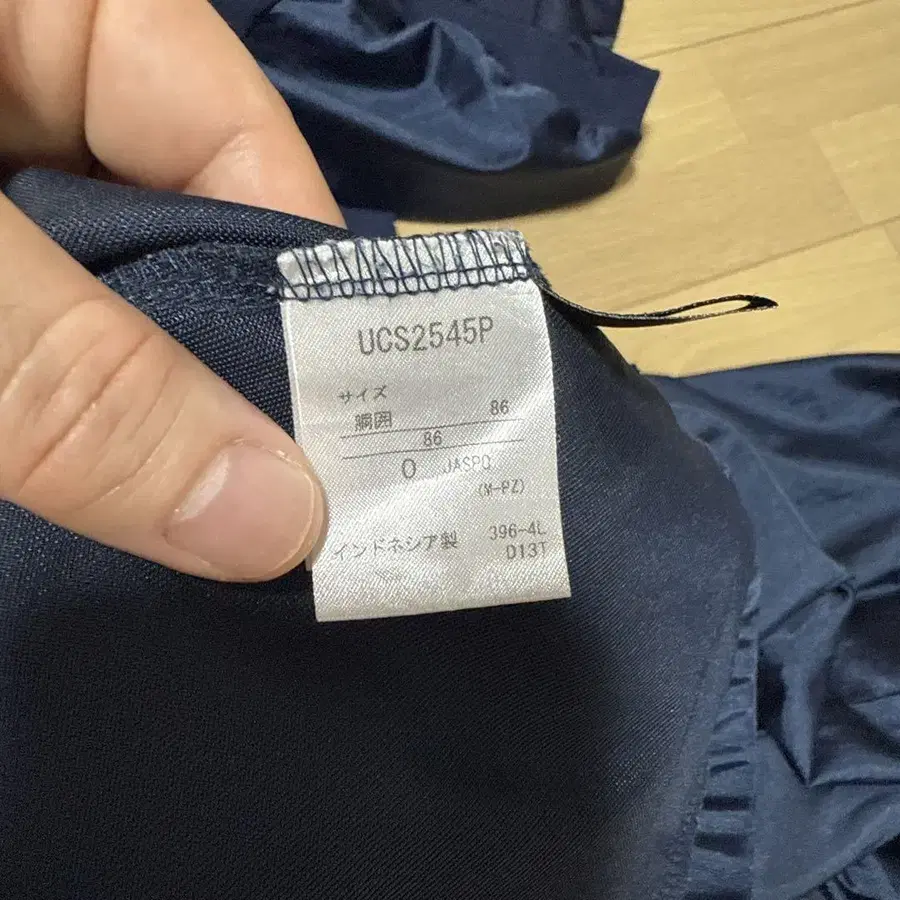 UCS2545P
サイズ
胴囲 86
86
O JASPO
(M-PZ)
インドネシア製 396-4L
D13T